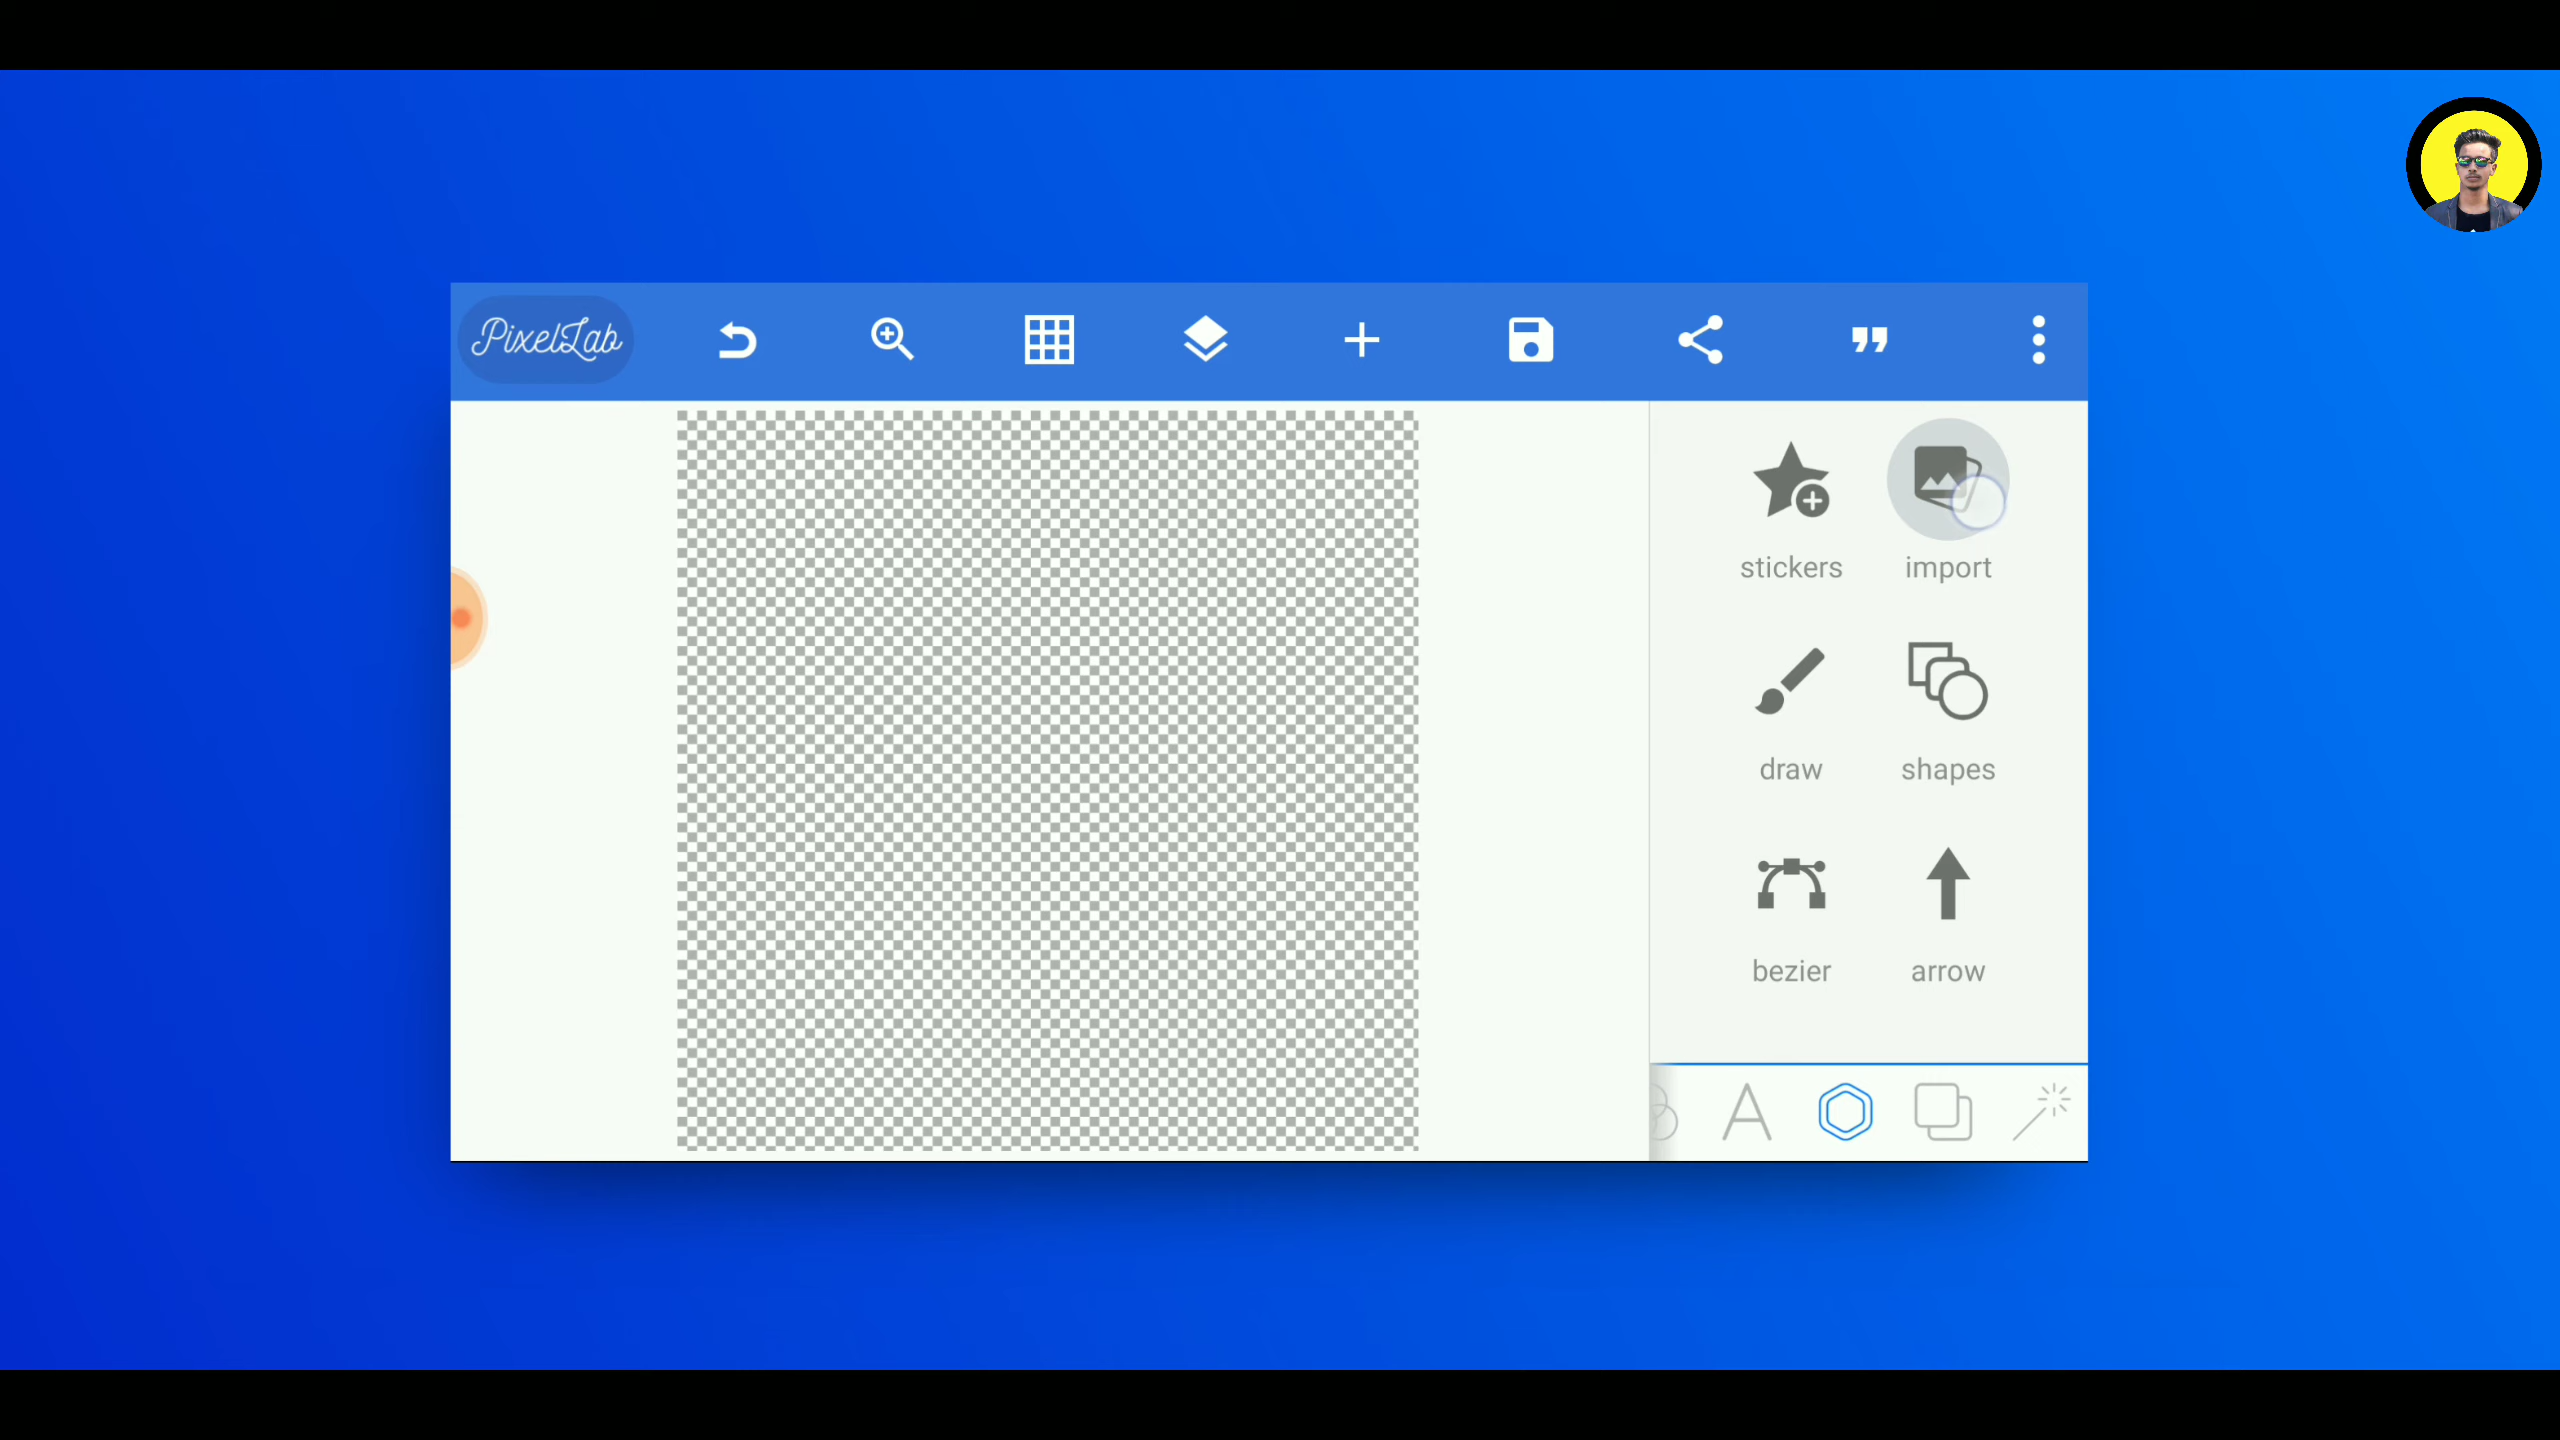 PixelLab
stickers
import
draw
shapes
bezier
arrow